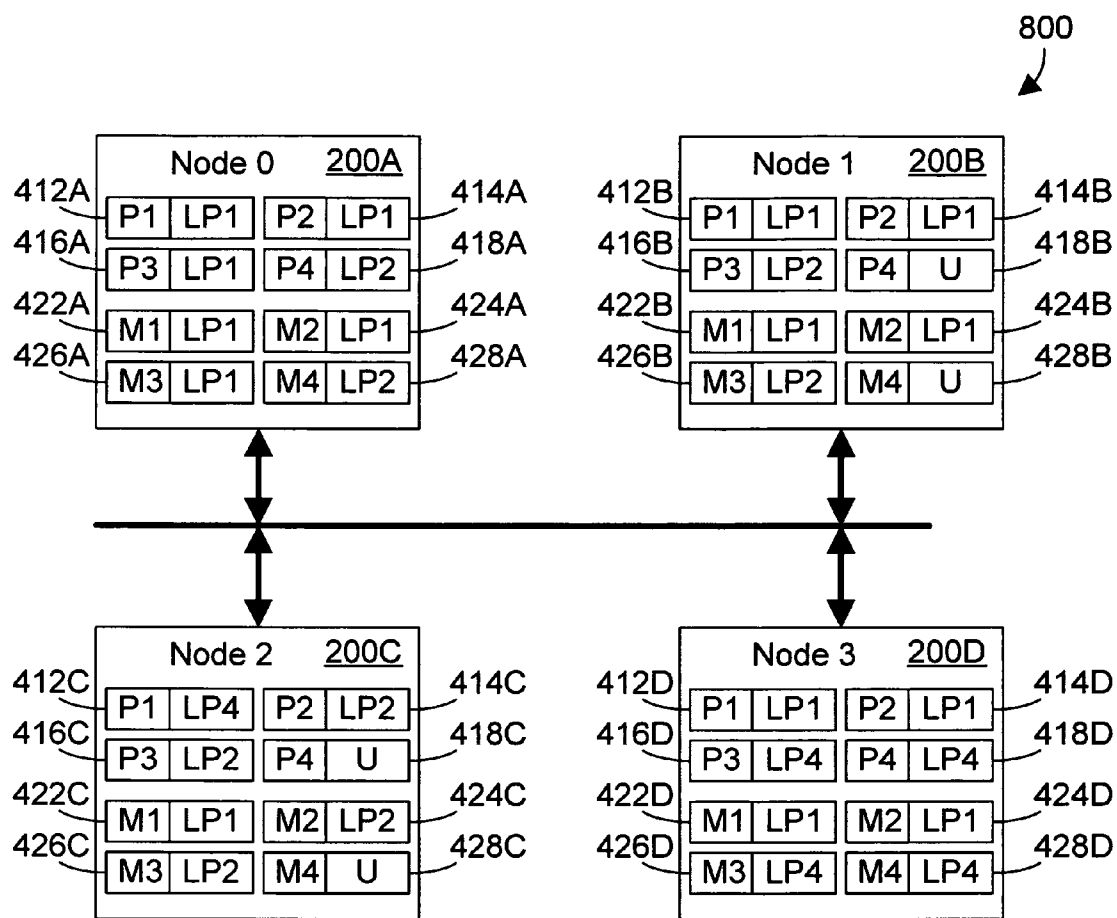 800
Node 0 200A
412A P1 LP1 P2 LP1 414A
416A P3 LP1 P4 LP2 418A
422A M1 LP1 M2 LP1 424A
426A M3 LP1 M4 LP2 428A
Node 1 200B
412B P1 LP1 P2 LP1 414B
416B P3 LP2 P4 U 418B
422B M1 LP1 M2 LP1 424B
426B M3 LP2 M4 U 428B
Node 2 200C
412C P1 LP4 P2 LP2 414C
416C P3 LP2 P4 U 418C
422C M1 LP1 M2 LP2 424C
426C M3 LP2 M4 U 428C
Node 3 200D
412D P1 LP1 P2 LP1 414D
416D P3 LP4 P4 LP4 418D
422D M1 LP1 M2 LP1 424D
426D M3 LP4 M4 LP4 428D